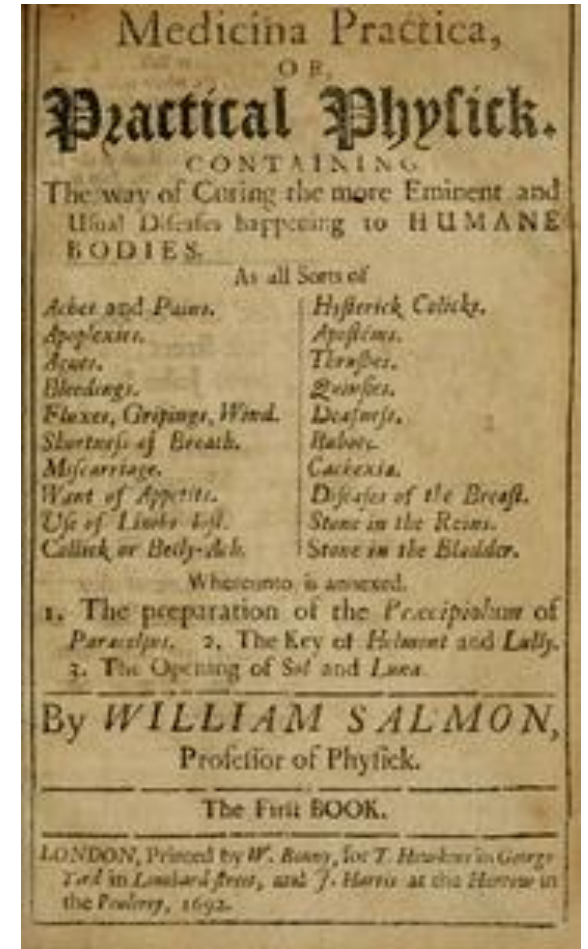 Medicina Practica,
OR,
Practical Phyſick.
CONTAINING
The way of Curing the more Eminent and
Uſual Diſeaſes happening to HUMANE
BODIES.
As all Sorts of
Aches and Pains.
Apoplexies.
Agues.
Bleedings.
Fluxes, Gripings, Wind.
Shortneſs of Breath.
Miſcarriage.
Want of Appetite.
Uſe of Limbs loſt.
Collick or Belly-Ach.
Hyſterick Colicks.
Apoſtems.
Thruſhes.
Quinſies.
Deafneſs.
Buboes.
Cachexia.
Diſeaſes of the Breaſt.
Stone in the Reins.
Stone in the Bladder.
Whereunto is annexed.
1. The preparation of the Præcipiolum of
Paracelſus. 2. The Key of Helmont and Lully.
3. The Opening of Sol and Luna.
By WILLIAM SALMON,
Profeſſor of Phyſick.
The Firſt BOOK.
LONDON, Printed by W. Bonny, for T. Hawkins in George
Yard in Lombard ſtreet, and J. Harris at the Harrow in
the Poultrey, 1692.